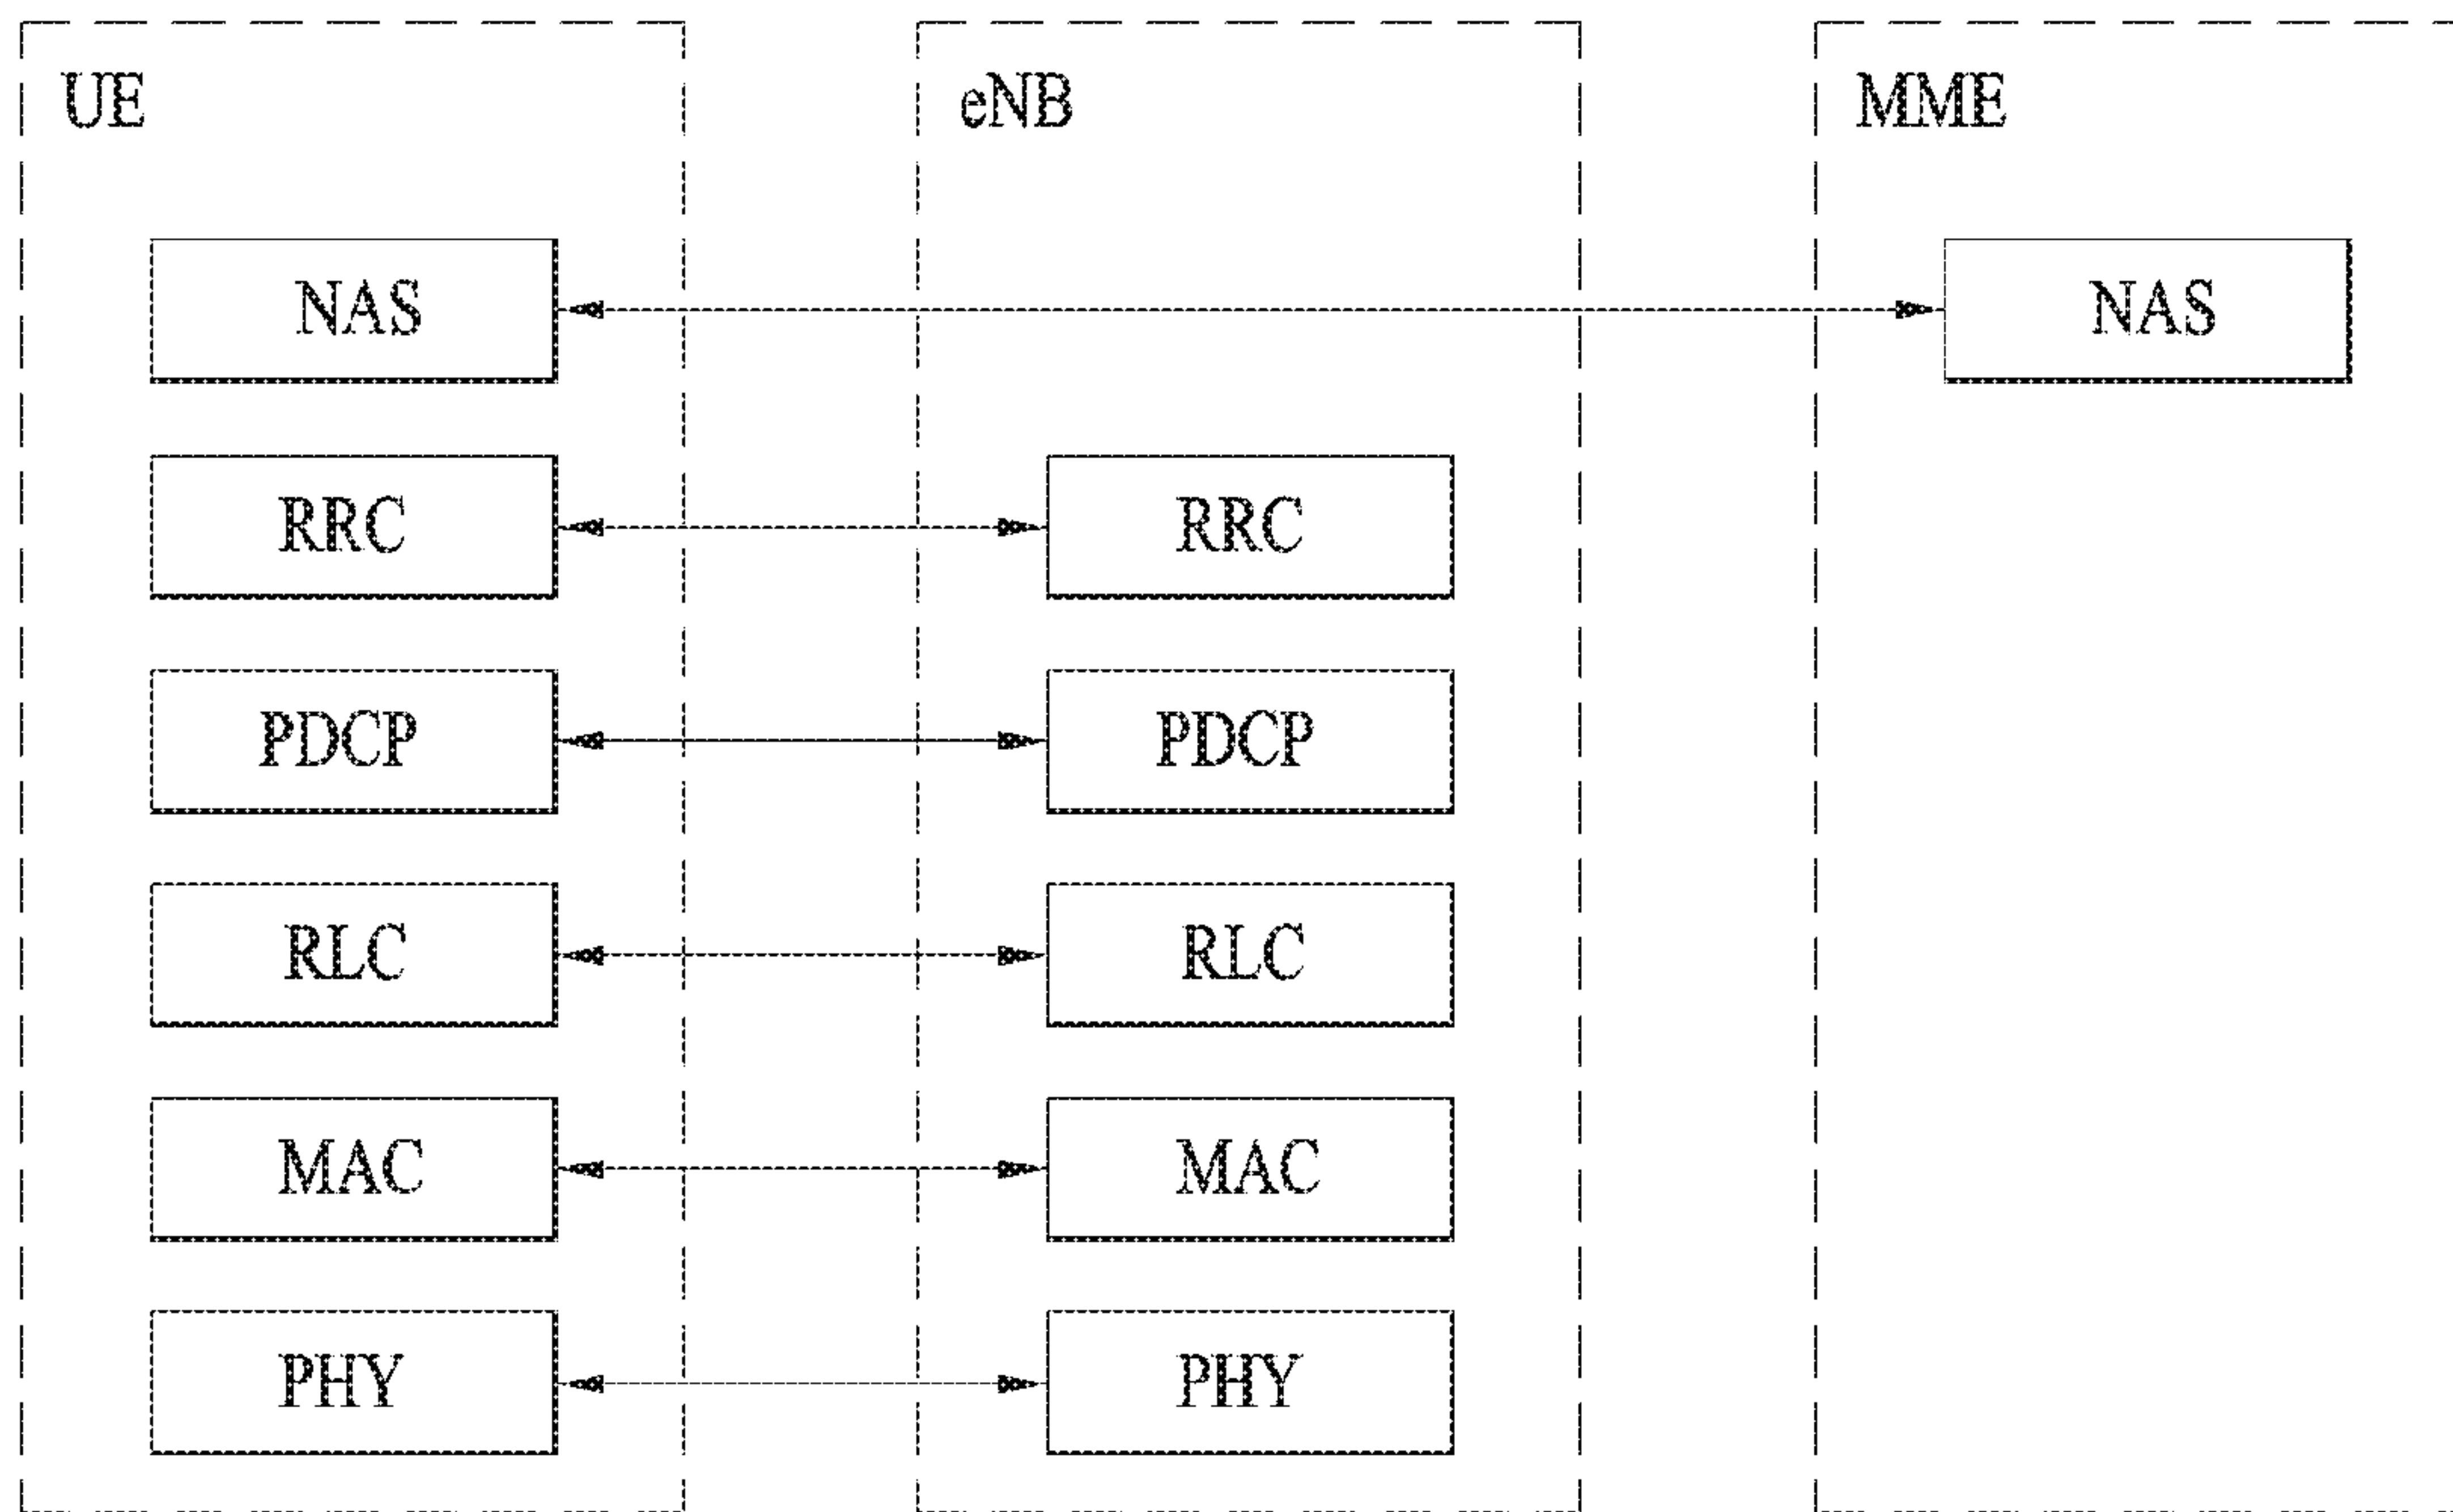 UE eNB MME
NAS NAS
RRC RRC
PDCP PDCP
RLC RLC
MAC MAC
PHY PHY